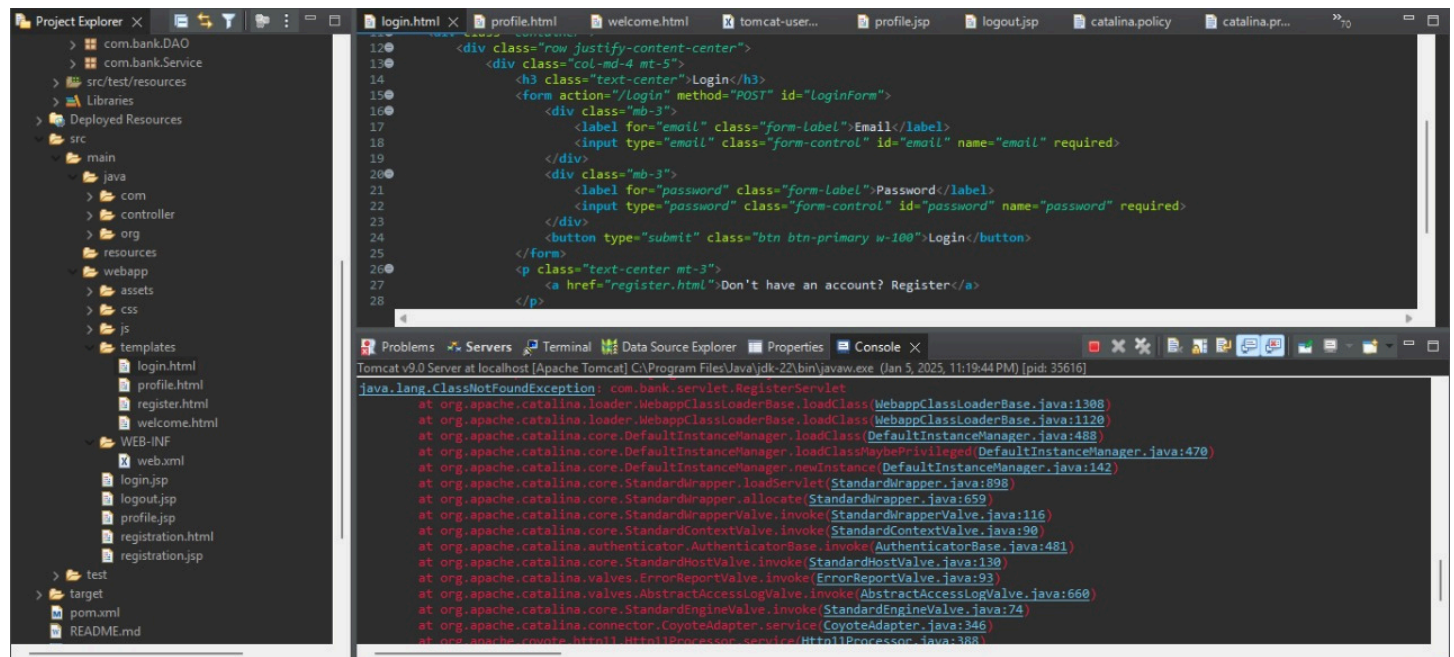 Project Explorer
com.bank.DAO
com.bank.Service
src/test/resources
Libraries
Deployed Resources
src
main
java
com
controller
org
resources
webapp
assets
css
js
templates
login.html
profile.html
register.html
welcome.html
WEB-INF
web.xml
login.jsp
logout.jsp
profile.jsp
registration.html
registration.jsp
test
target
pom.xml
README.md
login.html profile.html welcome.html tomcat-user... profile.jsp logout.jsp catalina.policy catalina.pr... »70
12 <div class="row justify-content-center">
13 <div class="col-md-4 mt-5">
14 <h3 class="text-center">Login</h3>
15 <form action="/login" method="POST" id="loginForm">
16 <div class="mb-3">
17 <label for="email" class="form-label">Email</label>
18 <input type="email" class="form-control" id="email" name="email" required>
19 </div>
20 <div class="mb-3">
21 <label for="password" class="form-label">Password</label>
22 <input type="password" class="form-control" id="password" name="password" required>
23 </div>
24 <button type="submit" class="btn btn-primary w-100">Login</button>
25 </form>
26 <p class="text-center mt-3">
27 <a href="register.html">Don't have an account? Register</a>
28 </p>
Problems Servers Terminal Data Source Explorer Properties Console
Tomcat v9.0 Server at localhost [Apache Tomcat] C:\Program Files\Java\jdk-22\bin\javaw.exe (Jan 5, 2025, 11:19:44 PM) [pid: 35616]
java.lang.ClassNotFoundException: com.bank.servlet.RegisterServlet
at org.apache.catalina.loader.WebappClassLoaderBase.loadClass(WebappClassLoaderBase.java:1308)
at org.apache.catalina.loader.WebappClassLoaderBase.loadClass(WebappClassLoaderBase.java:1120)
at org.apache.catalina.core.DefaultInstanceManager.loadClass(DefaultInstanceManager.java:488)
at org.apache.catalina.core.DefaultInstanceManager.loadClassMaybePrivileged(DefaultInstanceManager.java:470)
at org.apache.catalina.core.DefaultInstanceManager.newInstance(DefaultInstanceManager.java:142)
at org.apache.catalina.core.StandardWrapper.loadServlet(StandardWrapper.java:898)
at org.apache.catalina.core.StandardWrapper.allocate(StandardWrapper.java:659)
at org.apache.catalina.core.StandardWrapperValve.invoke(StandardWrapperValve.java:116)
at org.apache.catalina.core.StandardContextValve.invoke(StandardContextValve.java:90)
at org.apache.catalina.authenticator.AuthenticatorBase.invoke(AuthenticatorBase.java:481)
at org.apache.catalina.core.StandardHostValve.invoke(StandardHostValve.java:130)
at org.apache.catalina.valves.ErrorReportValve.invoke(ErrorReportValve.java:93)
at org.apache.catalina.valves.AbstractAccessLogValve.invoke(AbstractAccessLogValve.java:660)
at org.apache.catalina.core.StandardEngineValve.invoke(StandardEngineValve.java:74)
at org.apache.catalina.connector.CoyoteAdapter.service(CoyoteAdapter.java:346)
at org.apache.coyote.http11.Http11Processor.service(Http11Processor.java:388)